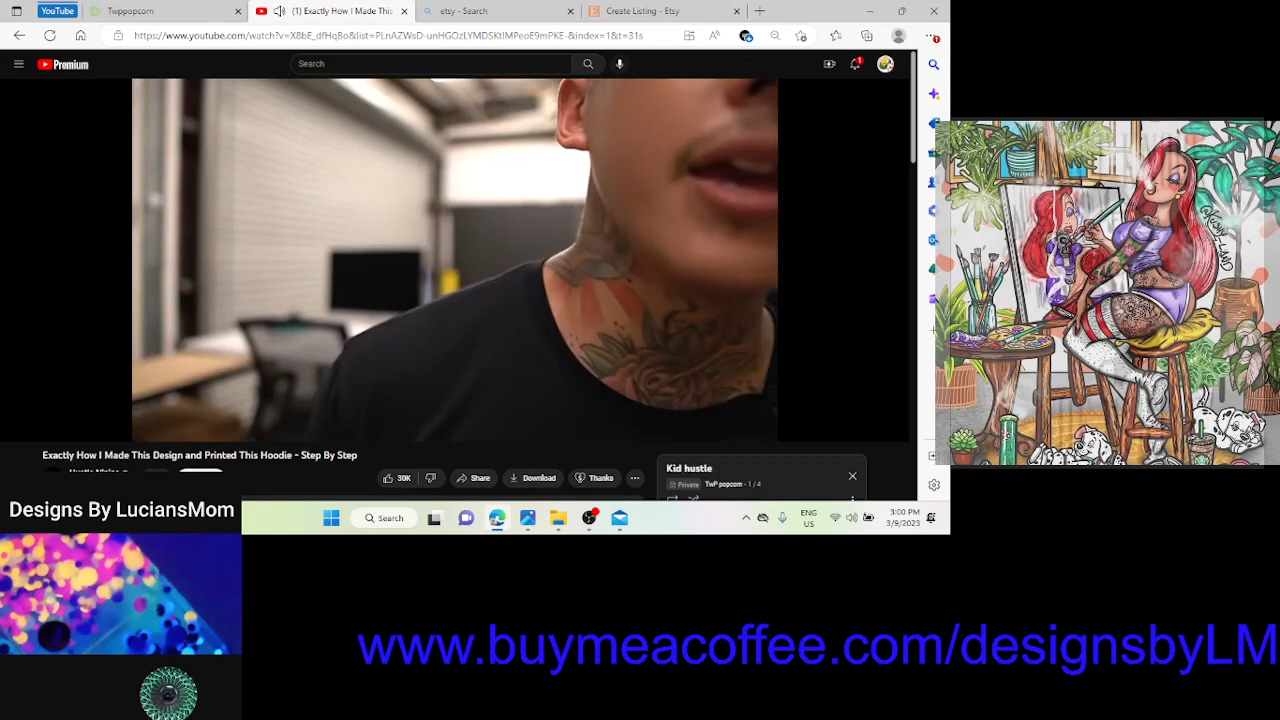 YouTube
Twppopcorn
(1) Exactly How I Made This
etsy - Search
Create Listing - Etsy
https://www.youtube.com/watch?v=X8bE_dfHqBo&list=PLnAZWsD-unHGOzLYMDSKtIMPeoE9mPKE-&index=1&t=31s
Premium
Search
Exactly How I Made This Design and Printed This Hoodie - Step By Step
30K
Share
Download
Thanks
Kid hustle
Private
TwP popcorn - 1 / 4
Designs By LuciansMom
Search
ENG
US
3:00 PM
3/9/2023
www.buymeacoffee.com/designsbyLM